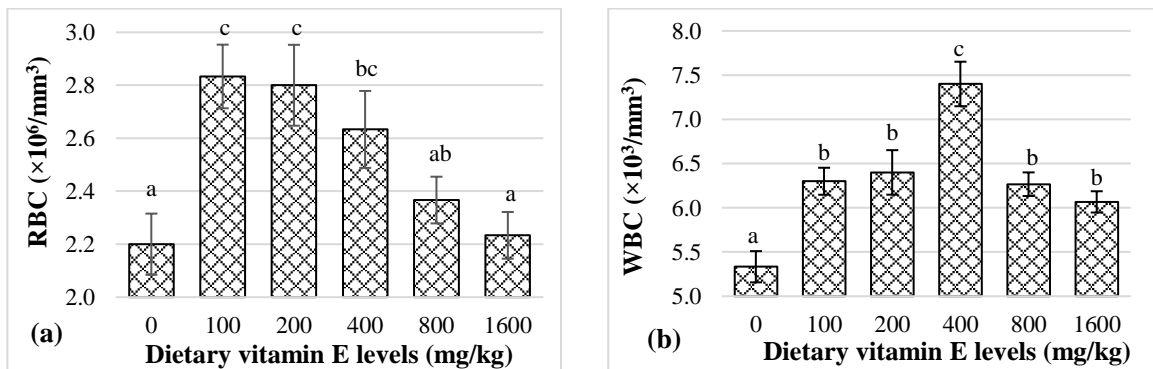 RBC (×10⁶/mm³)
3.0
2.8
2.6
2.4
2.2
2.0
a
c
c
bc
ab
a
0 100 200 400 800 1600
(a)
Dietary vitamin E levels (mg/kg)
WBC (×10³/mm³)
8.0
7.5
7.0
6.5
6.0
5.5
5.0
a
b
b
c
b
b
0 100 200 400 800 1600
(b)
Dietary vitamin E levels (mg/kg)